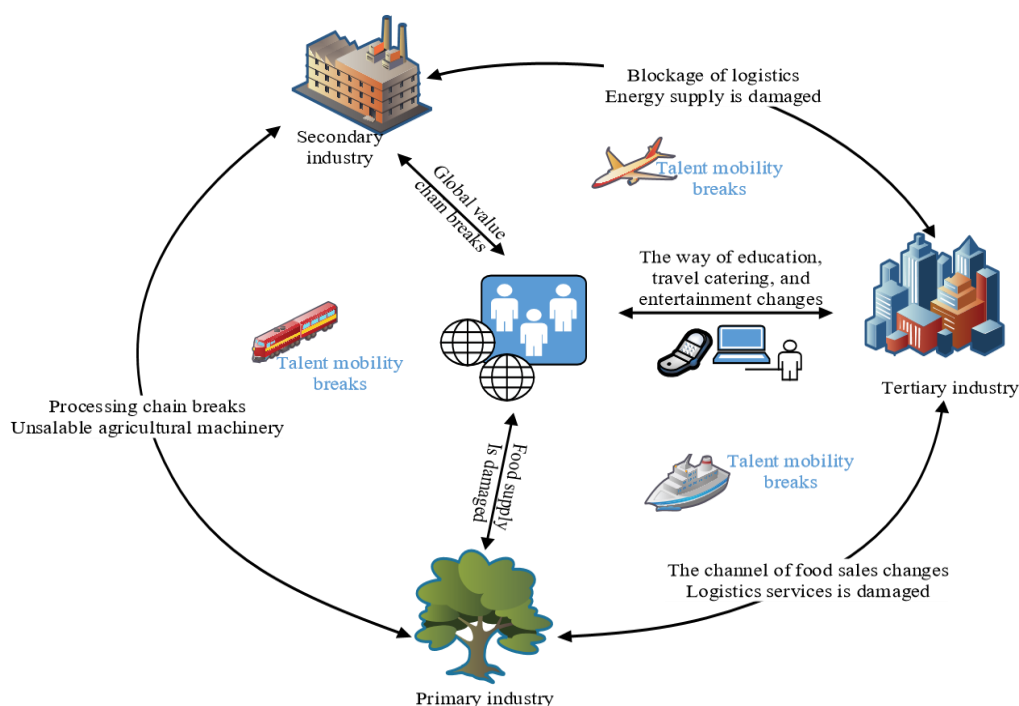 Blockage of logistics
Energy supply is damaged
Secondary
industry
Talent mobility
breaks
Global value
chain breaks
The way of education,
travel catering, and
entertainment changes
Talent mobility
breaks
Tertiary industry
Processing chain breaks
Unsalable agricultural machinery
Food supply
Is damaged
Talent mobility
breaks
The channel of food sales changes
Logistics services is damaged
Primary industry